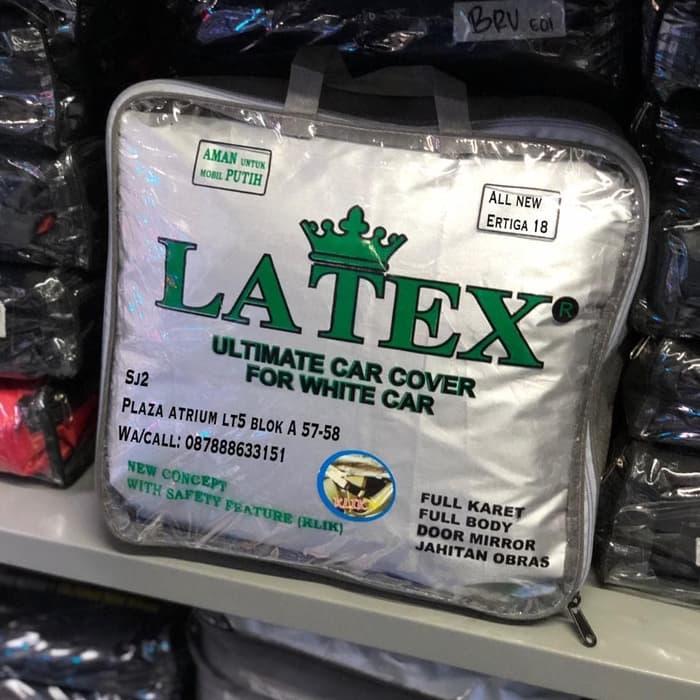 BRV E01
AMAN UNTUK
MOBIL PUTIH
ALL NEW
ERTIGA 18
LATEX®
ULTIMATE CAR COVER
FOR WHITE CAR
SJ2
PLAZA ATRIUM LT5 BLOK A 57-58
WA/CALL: 087888633151
NEW CONCEPT
WITH SAFETY FEATURE (KLIK)
"KLIK"
FULL KARET
FULL BODY
DOOR MIRROR
JAHITAN OBRAS